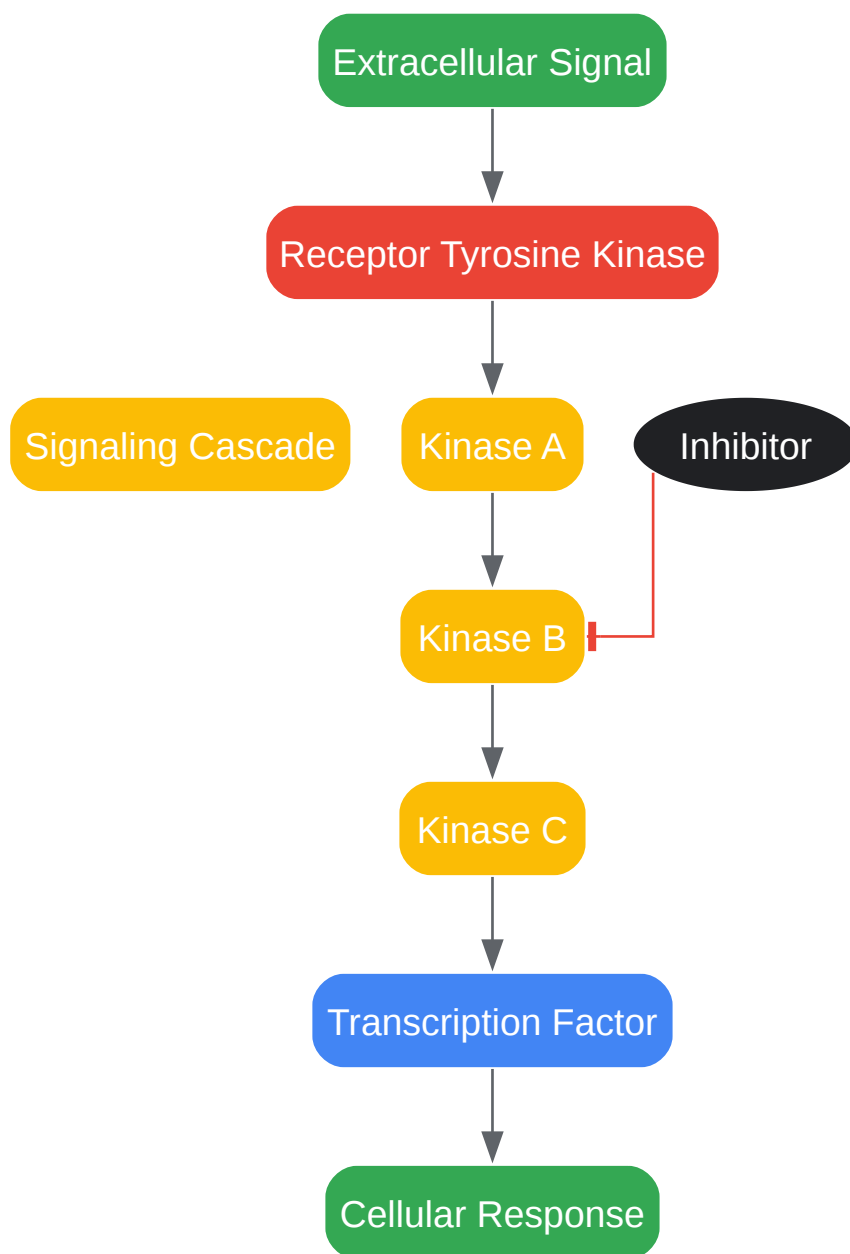 Extracellular Signal
Receptor Tyrosine Kinase
Signaling Cascade
Kinase A
Inhibitor
Kinase B
Kinase C
Transcription Factor
Cellular Response